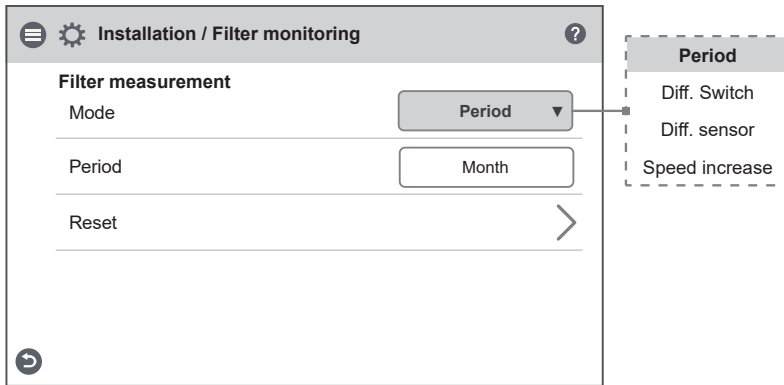 Installation / Filter monitoring ?
Filter measurement
Mode Period ▼
Period Month
Reset
Period
Diff. Switch
Diff. sensor
Speed increase